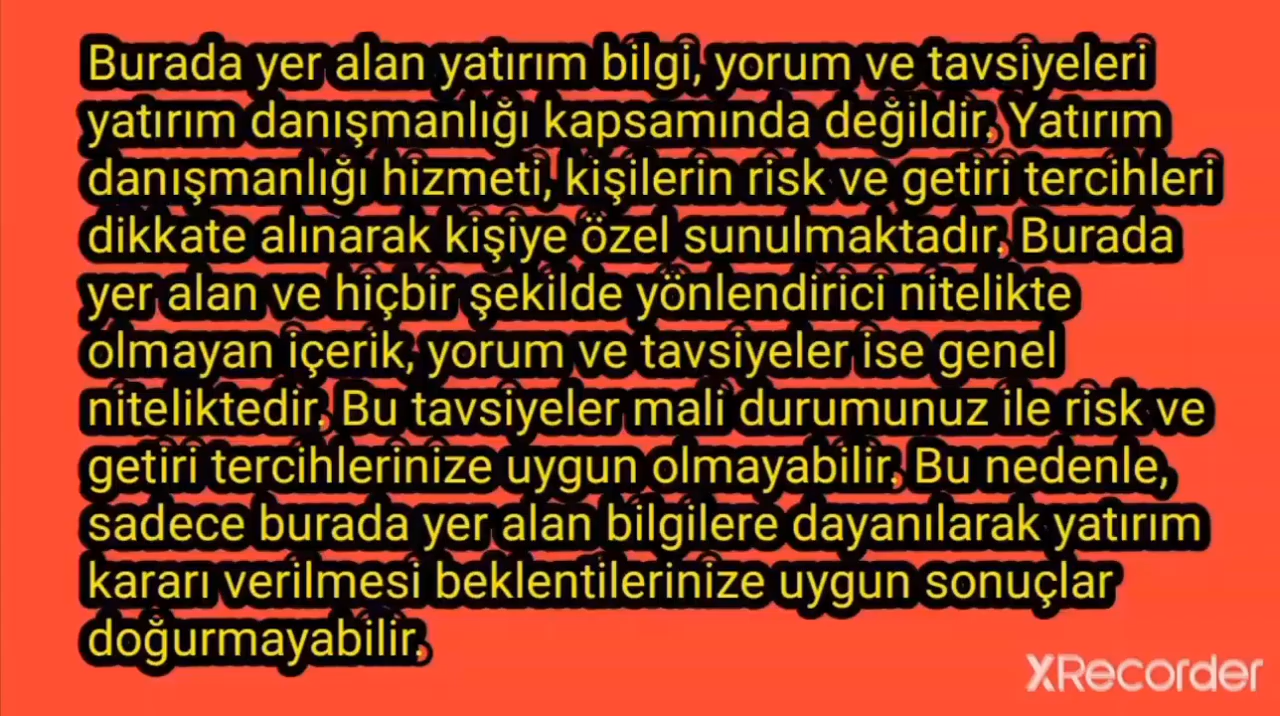 Burada yer alan yatırım bilgi, yorum ve tavsiyeleri
yatırım danışmanlığı kapsamında değildir. Yatırım
danışmanlığı hizmeti, kişilerin risk ve getiri tercihleri
dikkate alınarak kişiye özel sunulmaktadır. Burada
yer alan ve hiçbir şekilde yönlendirici nitelikte
olmayan içerik, yorum ve tavsiyeler ise genel
niteliktedir. Bu tavsiyeler mali durumunuz ile risk ve
getiri tercihlerinize uygun olmayabilir. Bu nedenle,
sadece burada yer alan bilgilere dayanılarak yatırım
kararı verilmesi beklentilerinize uygun sonuçlar
doğurmayabilir.
XRecorder